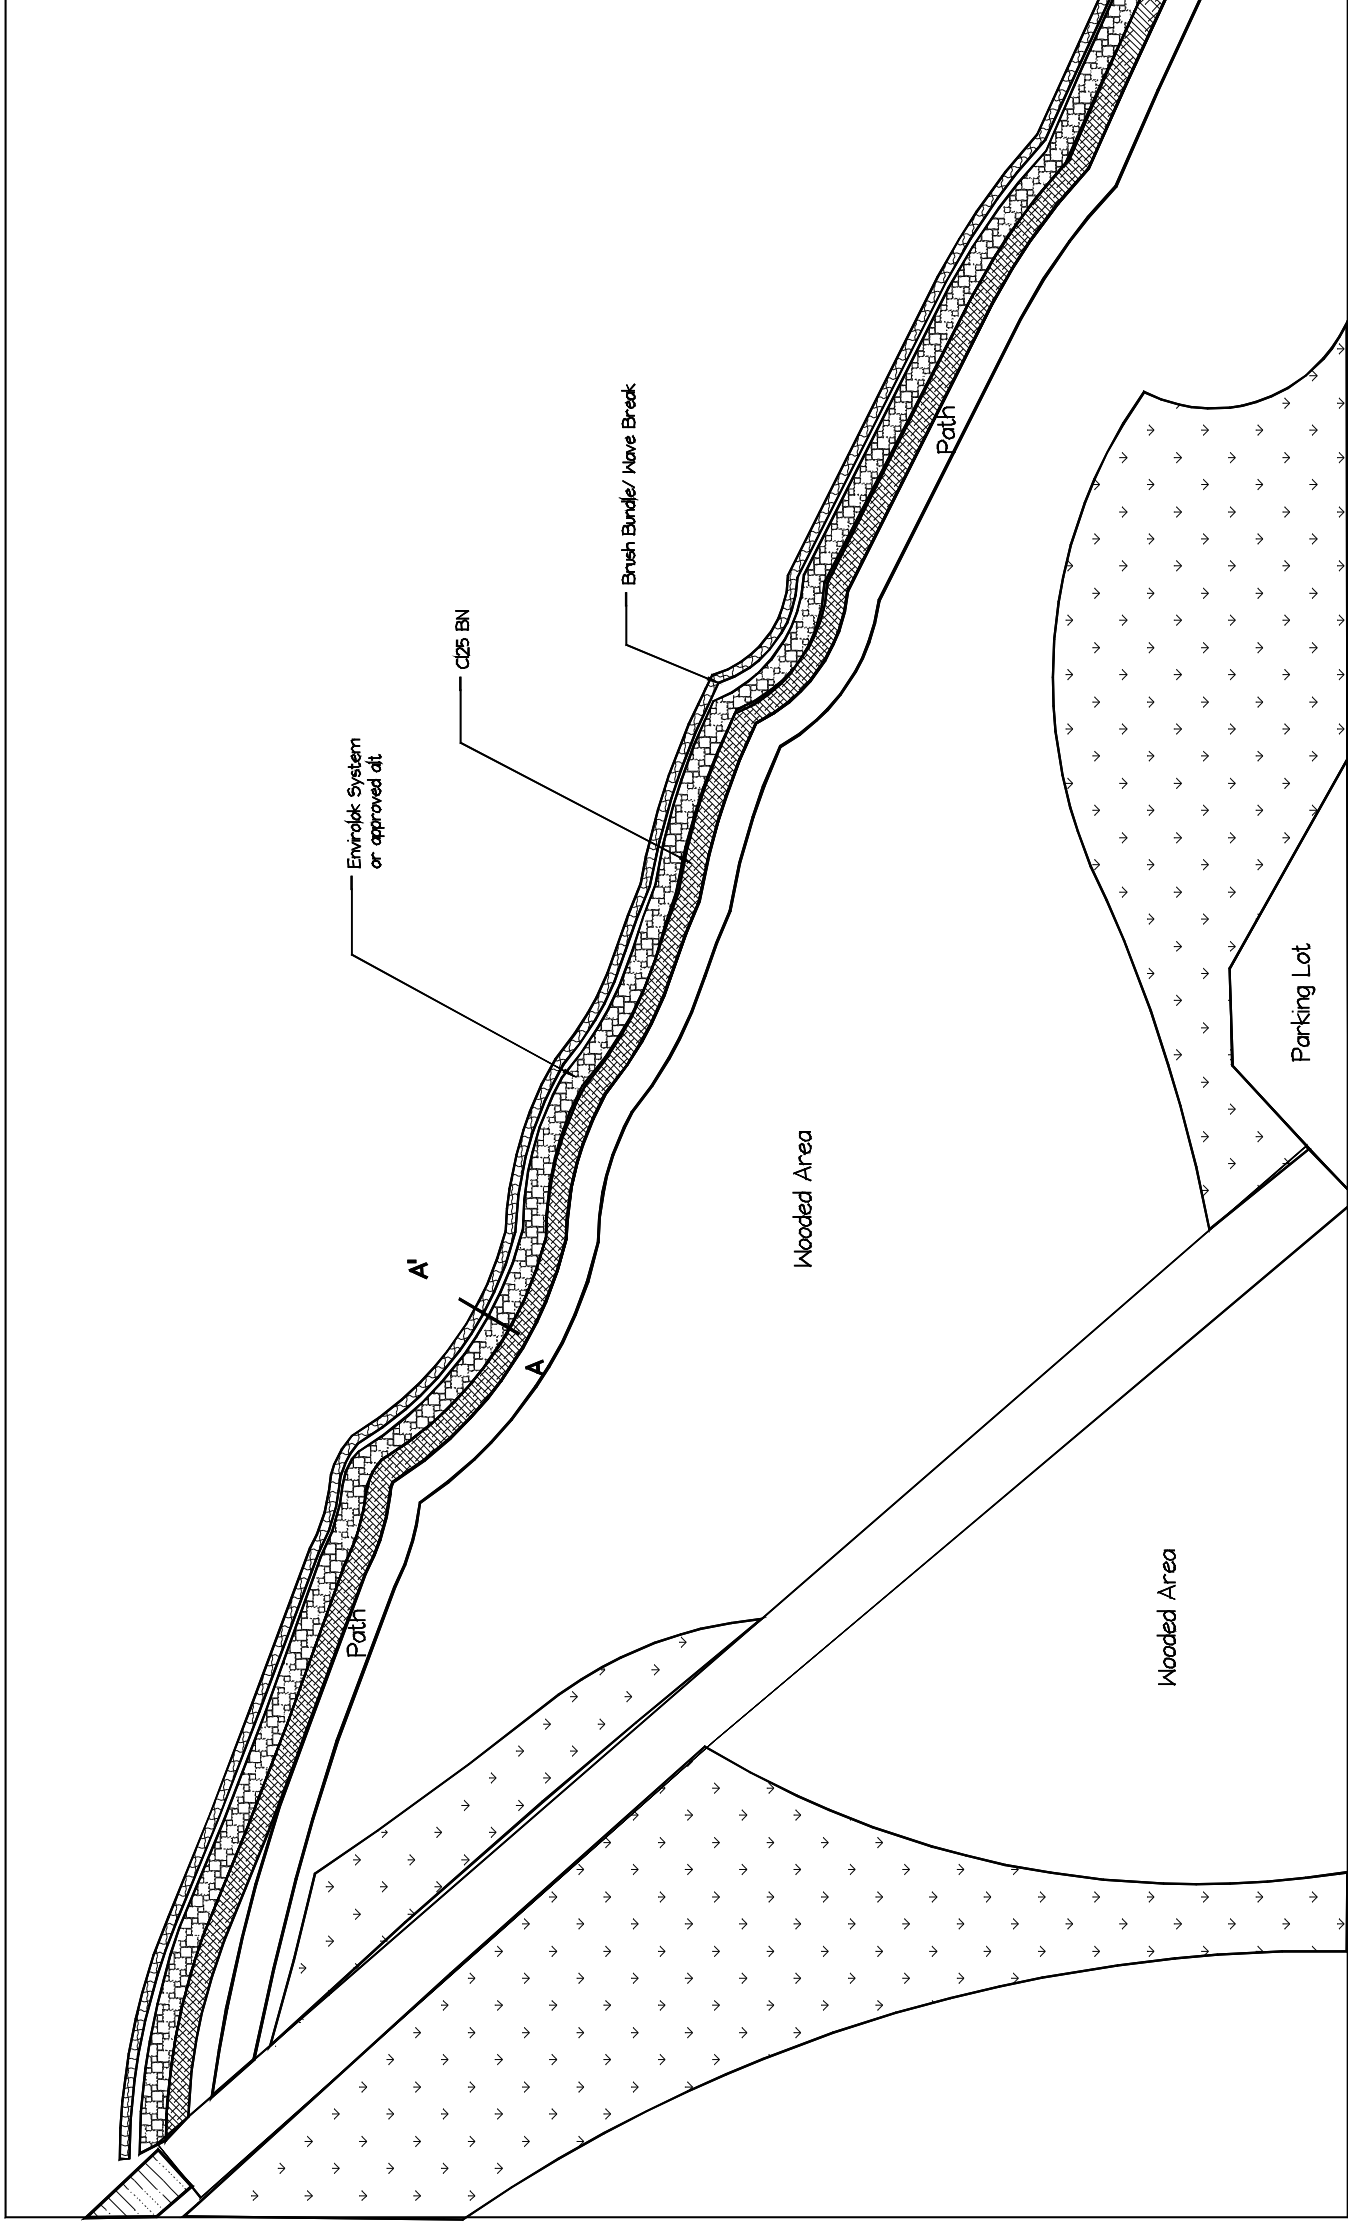 Envirolok System
or approved alt
C125 BN
Brush Bundle/ Wave Break
Path
A'
A
Wooded Area
Parking Lot
Path
Wooded Area